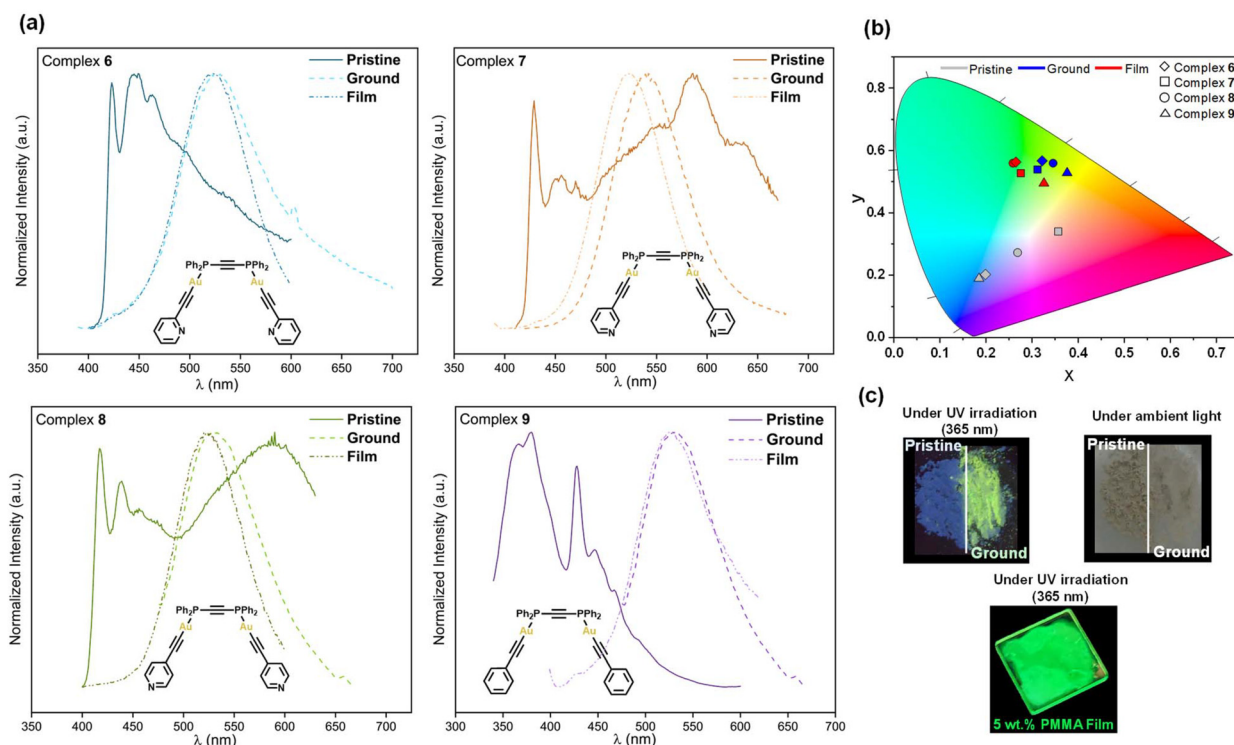 (a)
Complex 6
Pristine
Ground
Film
Normalized Intensity (a.u.)
Ph₂P
PPh₂
Au
Au
N
N
350 400 450 500 550 600 650 700
λ (nm)
Complex 7
Pristine
Ground
Film
Normalized Intensity (a.u.)
Ph₂P
PPh₂
Au
Au
N
N
350 400 450 500 550 600 650 700
λ (nm)
Complex 8
Pristine
Ground
Film
Normalized Intensity (a.u.)
Ph₂P
PPh₂
Au
Au
N
N
350 400 450 500 550 600 650 700
λ (nm)
Complex 9
Pristine
Ground
Film
Normalized Intensity (a.u.)
Ph₂P
PPh₂
Au
Au
300 350 400 450 500 550 600 650 700
λ (nm)
(b)
Pristine Ground Film
Complex 6
Complex 7
Complex 8
Complex 9
y
0.8
0.6
0.4
0.2
0.0
0.0 0.1 0.2 0.3 0.4 0.5 0.6 0.7
X
(c)
Under UV irradiation
(365 nm)
Pristine
Ground
Under ambient light
Pristine
Ground
Under UV irradiation
(365 nm)
5 wt.% PMMA Film